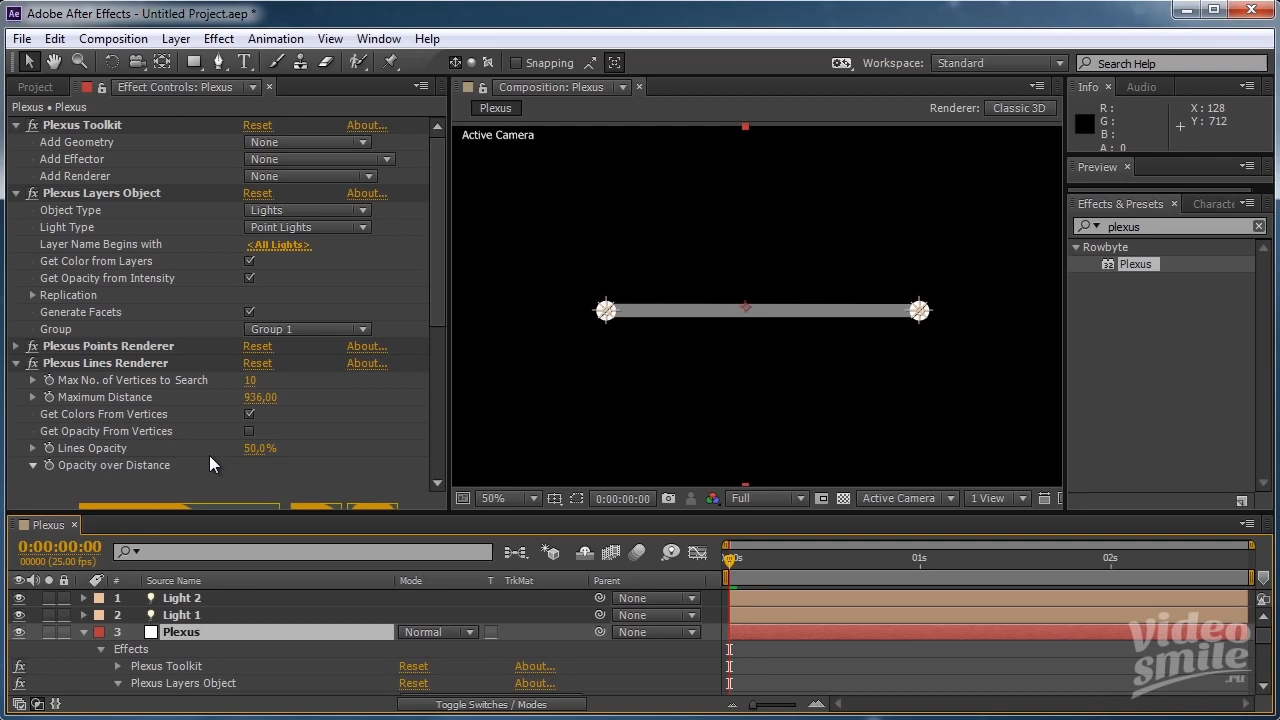 Adobe After Effects - Untitled Project.aep *
File Edit Composition Layer Effect Animation View Window Help
Snapping Workspace: Standard Search Help
Project Effect Controls: Plexus Composition: Plexus Info Audio
Plexus • Plexus
Plexus Renderer: Classic 3D
R: X: 128
G: Y: 712
B:
A: 0
Active Camera
Plexus Toolkit Reset About...
Add Geometry None
Add Effector None
Add Renderer None
Plexus Layers Object Reset About...
Object Type Lights
Light Type Point Lights
Layer Name Begins with <All Lights>
Get Color from Layers
Get Opacity from Intensity
Replication
Generate Facets
Group Group 1
Plexus Points Renderer Reset About...
Plexus Lines Renderer Reset About...
Max No. of Vertices to Search 10
Maximum Distance 936,00
Get Colors From Vertices
Get Opacity From Vertices
Lines Opacity 50,0%
Opacity over Distance
Preview
Effects & Presets Characte
plexus
Rowbyte
32 Plexus
50% 0:00:00:00 Full Active Camera 1 View
Plexus
0:00:00:00
00000 (25.00 fps)
00s 01s 02s
# Source Name Mode T TrkMat Parent
1 Light 2 None
2 Light 1 None
3 Plexus Normal None
Effects
fx Plexus Toolkit Reset About...
fx Plexus Layers Object Reset About...
Toggle Switches / Modes
video
smile
.ru